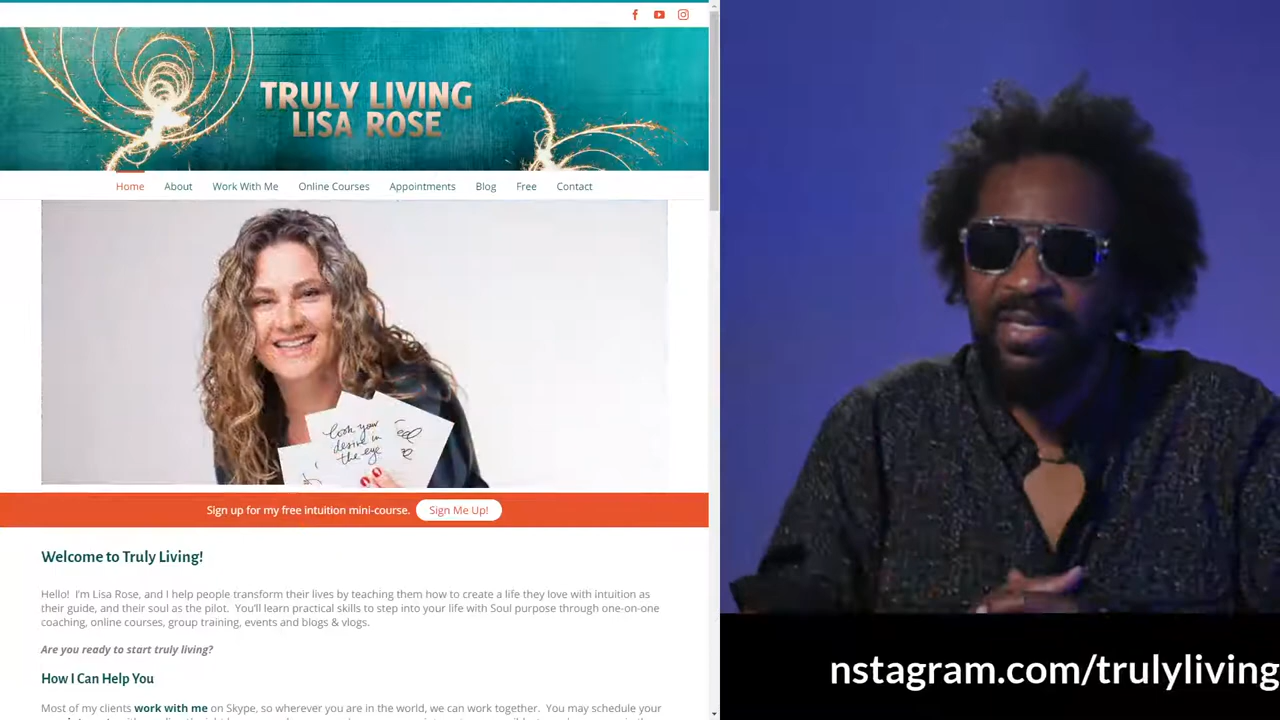 TRULY LIVING
LISA ROSE
Home About Work With Me Online Courses Appointments Blog Free Contact
look your
desire in
the eye
Sign up for my free intuition mini-course. Sign Me Up!
Welcome to Truly Living!
Hello! I'm Lisa Rose, and I help people transform their lives by teaching them how to create a life they love with intuition as
their guide, and their soul as the pilot. You'll learn practical skills to step into your life with Soul purpose through one-on-one
coaching, online courses, group training, events and blogs & vlogs.
Are you ready to start truly living?
How I Can Help You
Most of my clients work with me on Skype, so wherever you are in the world, we can work together. You may schedule your
nstagram.com/trulyliving